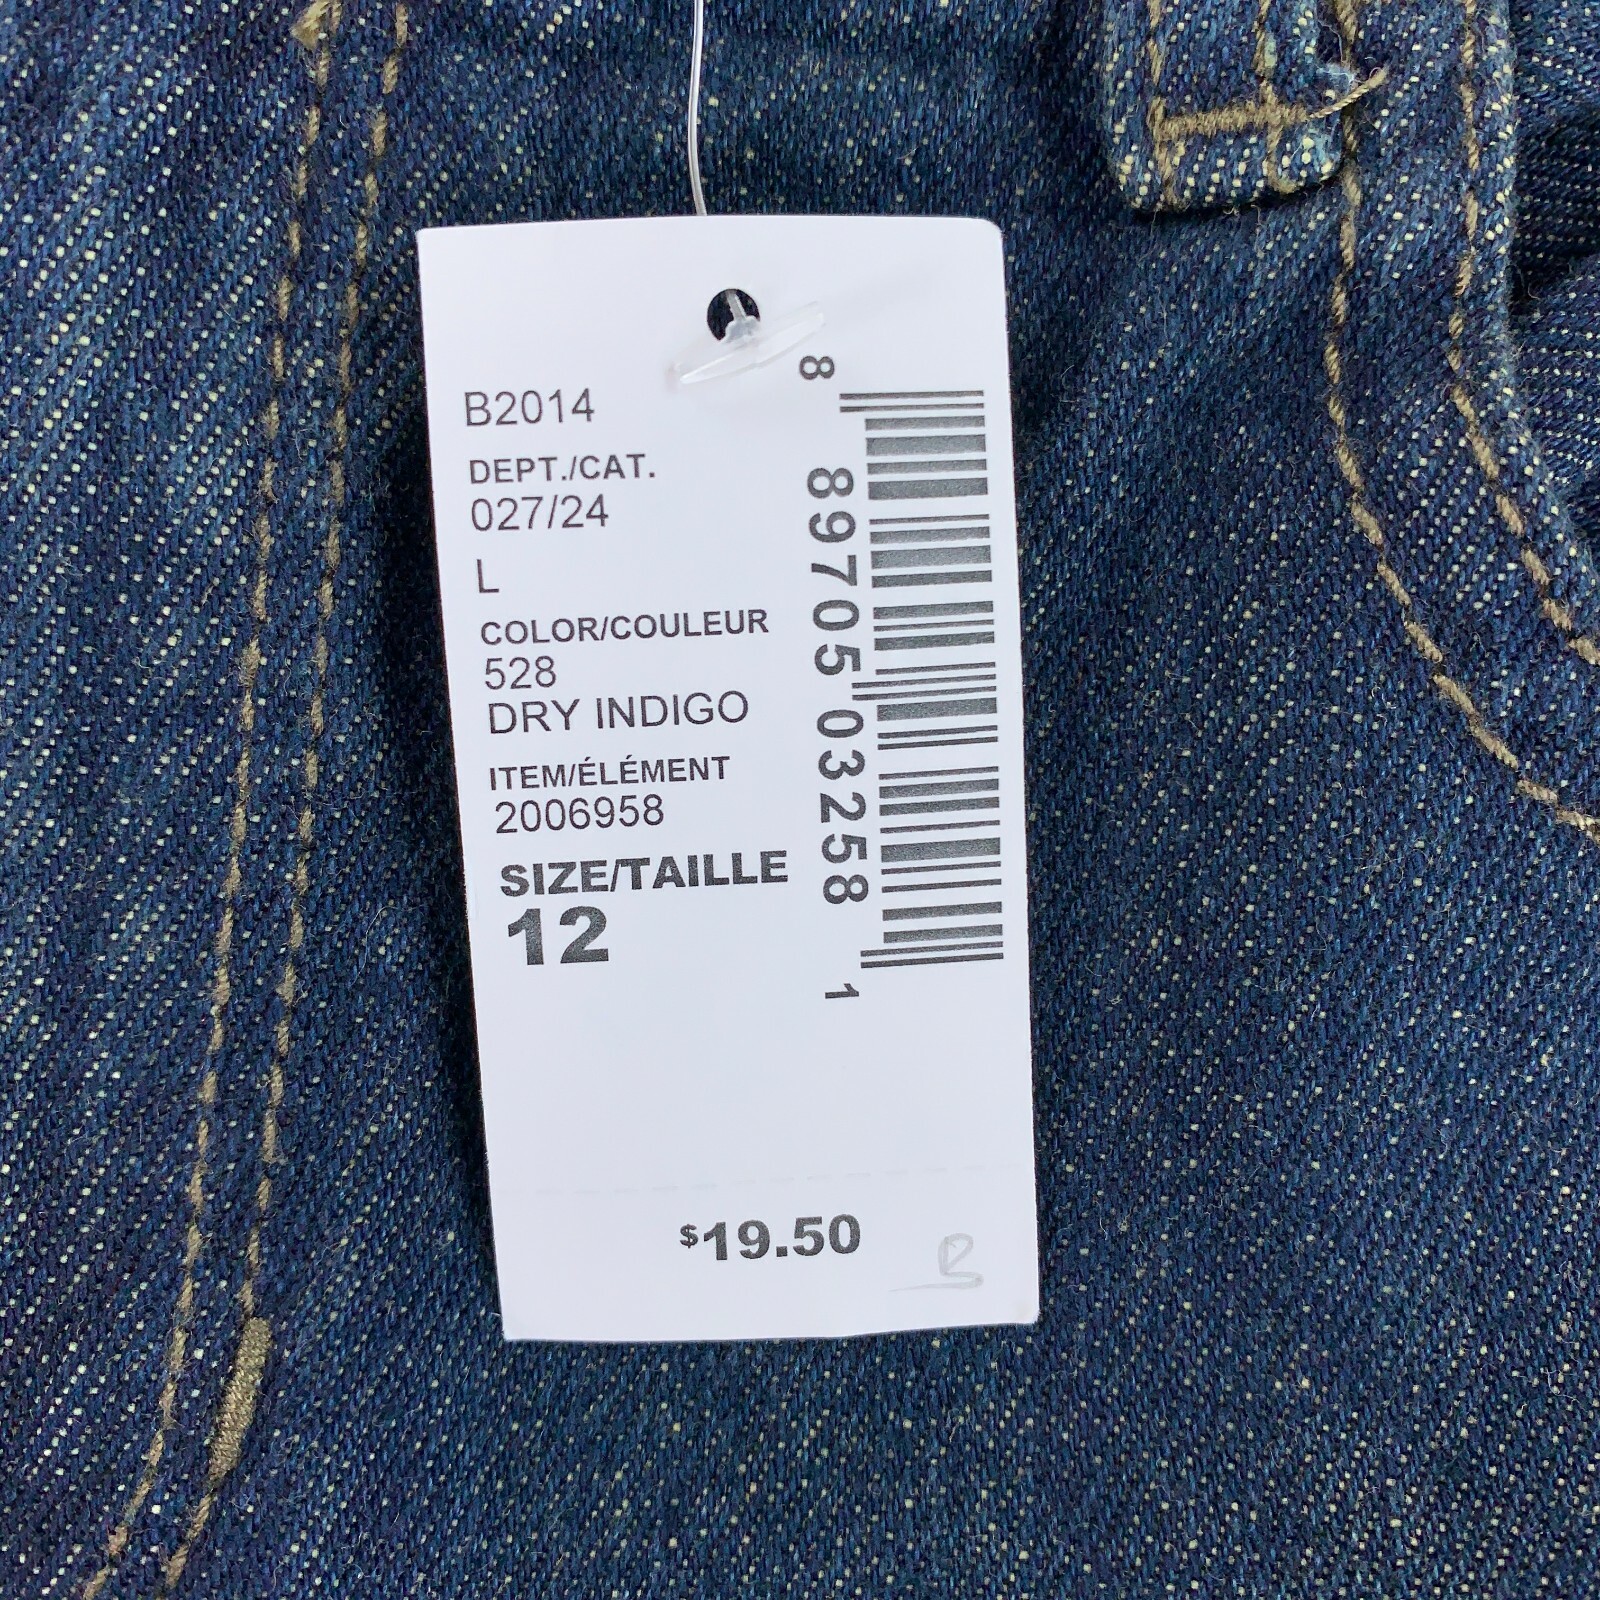 B2014
DEPT./CAT.
027/24
L
COLOR/COULEUR
528
DRY INDIGO
ITEM/ÉLÉMENT
2006958
SIZE/TAILLE
12
8 89705 03258 1
$19.50